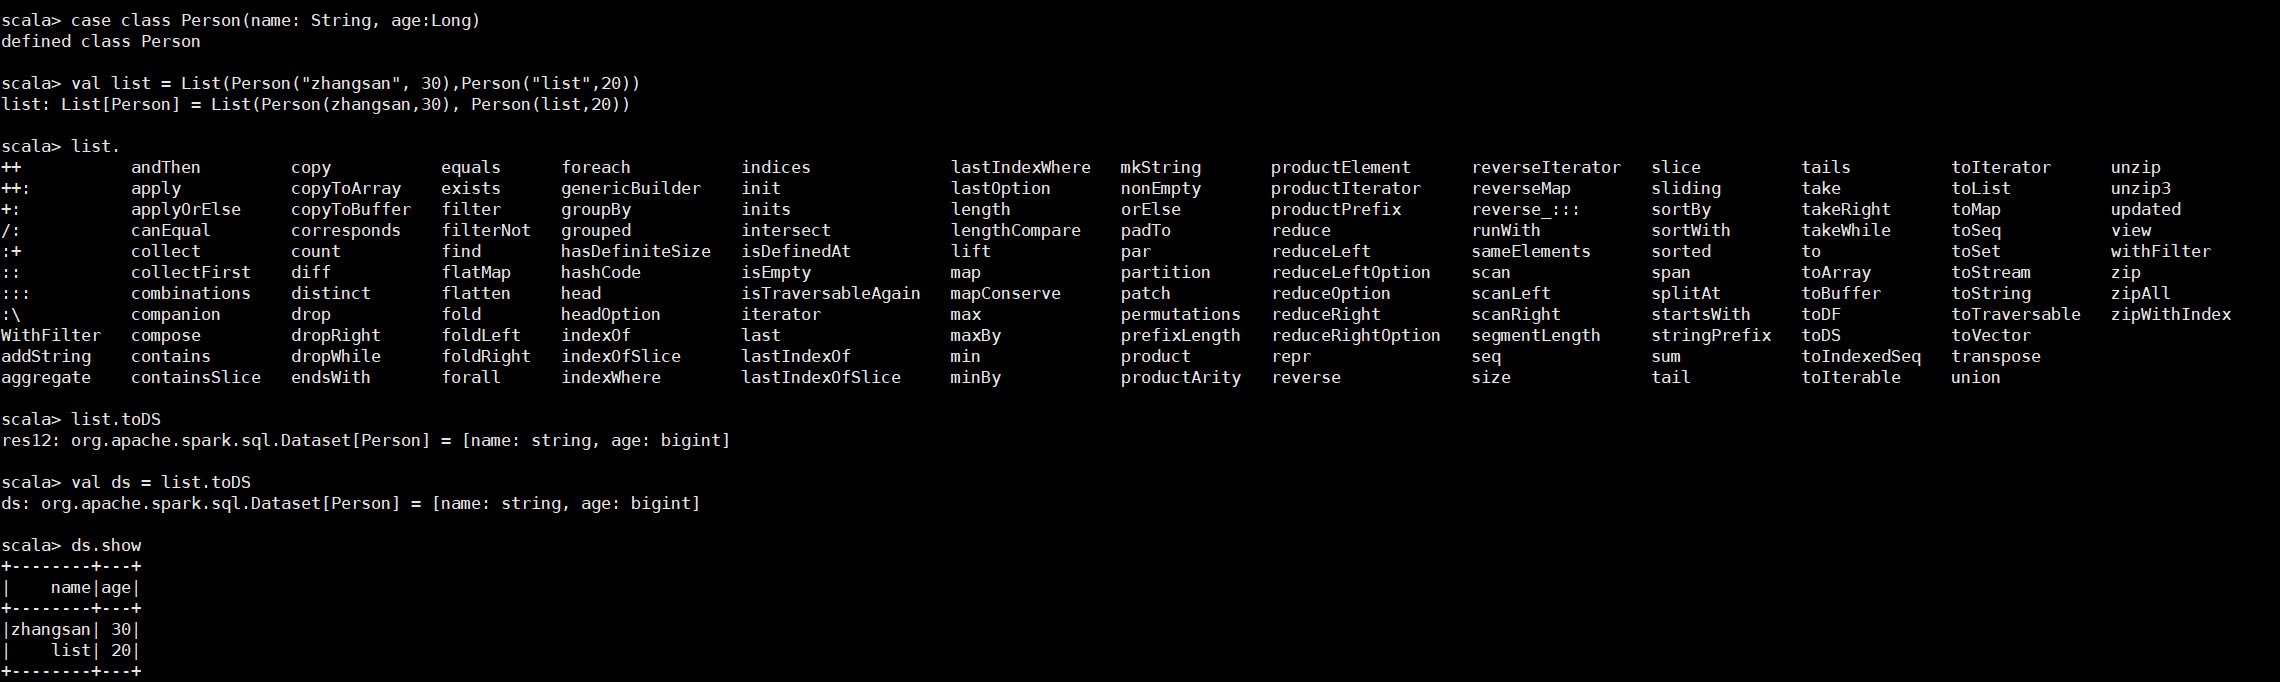 scala> case class Person(name: String, age:Long)
defined class Person
scala> val list = List(Person("zhangsan", 30),Person("list",20))
list: List[Person] = List(Person(zhangsan,30), Person(list,20))
scala> list.
++ andThen copy equals foreach indices lastIndexWhere mkString productElement reverseIterator slice tails toIterator unzip
++: apply copyToArray exists genericBuilder init lastOption nonEmpty productIterator reverseMap sliding take toList unzip3
+: applyOrElse copyToBuffer filter groupBy inits length orElse productPrefix reverse_::: sortBy takeRight toMap updated
/: canEqual corresponds filterNot grouped intersect lengthCompare padTo reduce runWith sortWith takeWhile toSeq view
:+ collect count find hasDefiniteSize isDefinedAt lift par reduceLeft sameElements sorted to toSet withFilter
:: collectFirst diff flatMap hashCode isEmpty map partition reduceLeftOption scan span toArray toStream zip
::: combinations distinct flatten head isTraversableAgain mapConserve patch reduceOption scanLeft splitAt toBuffer toString zipAll
:\ companion drop fold headOption iterator max permutations reduceRight scanRight startsWith toDF toTraversable zipWithIndex
WithFilter compose dropRight foldLeft indexOf last maxBy prefixLength reduceRightOption segmentLength stringPrefix toDS toVector
addString contains dropWhile foldRight indexOfSlice lastIndexOf min product repr seq sum toIndexedSeq transpose
aggregate containsSlice endsWith forall indexWhere lastIndexOfSlice minBy productArity reverse size tail toIterable union
scala> list.toDS
res12: org.apache.spark.sql.Dataset[Person] = [name: string, age: bigint]
scala> val ds = list.toDS
ds: org.apache.spark.sql.Dataset[Person] = [name: string, age: bigint]
scala> ds.show
+--------+---+
|    name|age|
+--------+---+
|zhangsan| 30|
|    list| 20|
+--------+---+